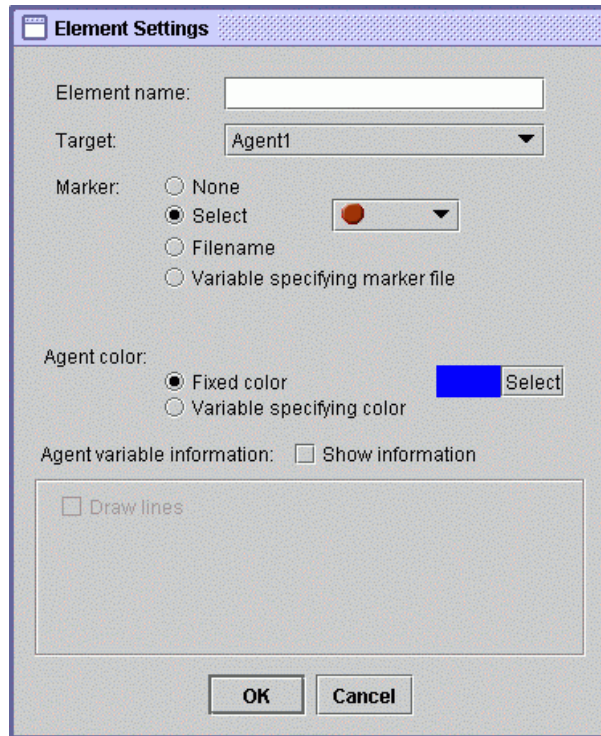 Element Settings
Element name:
Target: Agent1
Marker: None
Select
Filename
Variable specifying marker file
Agent color:
Fixed color Select
Variable specifying color
Agent variable information: Show information
Draw lines
OK Cancel